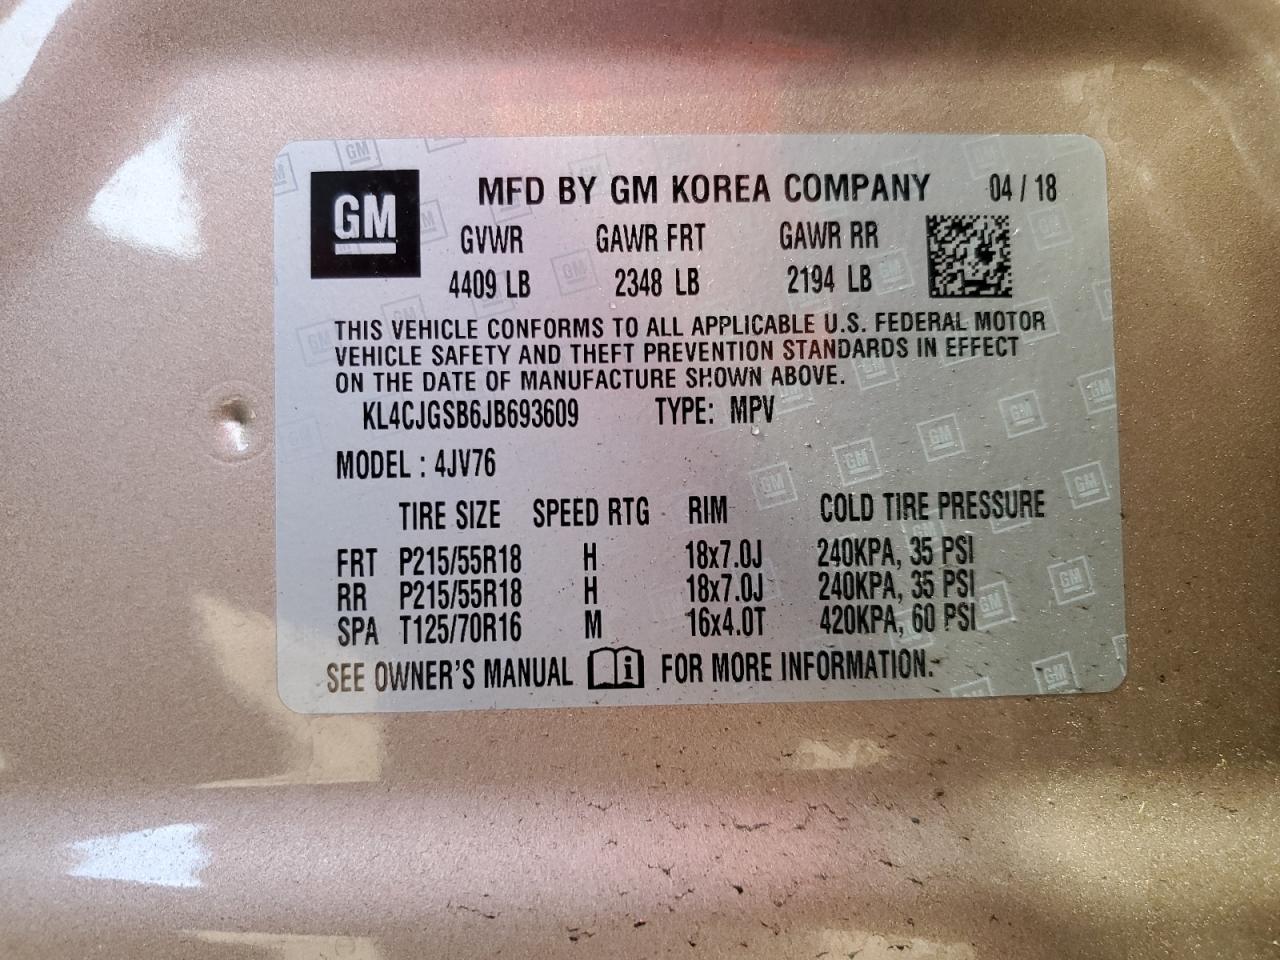 GM MFD BY GM KOREA COMPANY 04 / 18
GVWR GAWR FRT GAWR RR
4409 LB 2348 LB 2194 LB
THIS VEHICLE CONFORMS TO ALL APPLICABLE U.S. FEDERAL MOTOR
VEHICLE SAFETY AND THEFT PREVENTION STANDARDS IN EFFECT
ON THE DATE OF MANUFACTURE SHOWN ABOVE.
KL4CJGSB6JB693609 TYPE: MPV
MODEL : 4JV76
TIRE SIZE SPEED RTG RIM COLD TIRE PRESSURE
FRT P215/55R18 H 18x7.0J 240KPA, 35 PSI
RR P215/55R18 H 18x7.0J 240KPA, 35 PSI
SPA T125/70R16 M 16x4.0T 420KPA, 60 PSI
SEE OWNER'S MANUAL i FOR MORE INFORMATION.